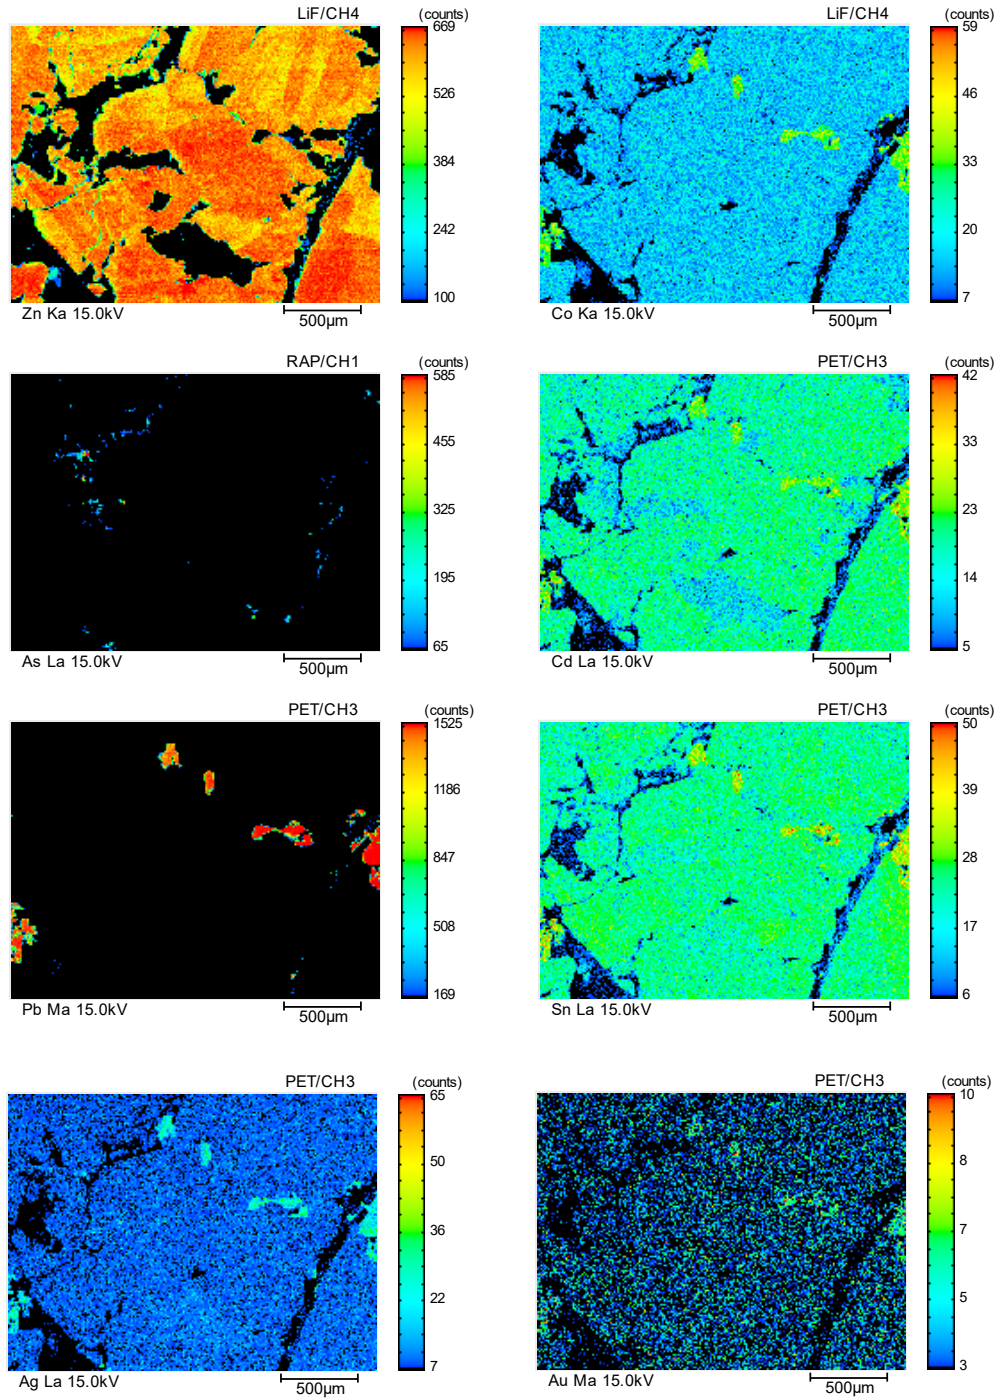 LiF/CH4 (counts)
669
526
384
242
100
Zn Ka 15.0kV
500µm
LiF/CH4 (counts)
59
46
33
20
7
Co Ka 15.0kV
500µm
RAP/CH1 (counts)
585
455
325
195
65
As La 15.0kV
500µm
PET/CH3 (counts)
42
33
23
14
5
Cd La 15.0kV
500µm
PET/CH3 (counts)
1525
1186
847
508
169
Pb Ma 15.0kV
500µm
PET/CH3 (counts)
50
39
28
17
6
Sn La 15.0kV
500µm
PET/CH3 (counts)
65
50
36
22
7
Ag La 15.0kV
500µm
PET/CH3 (counts)
10
8
7
5
3
Au Ma 15.0kV
500µm